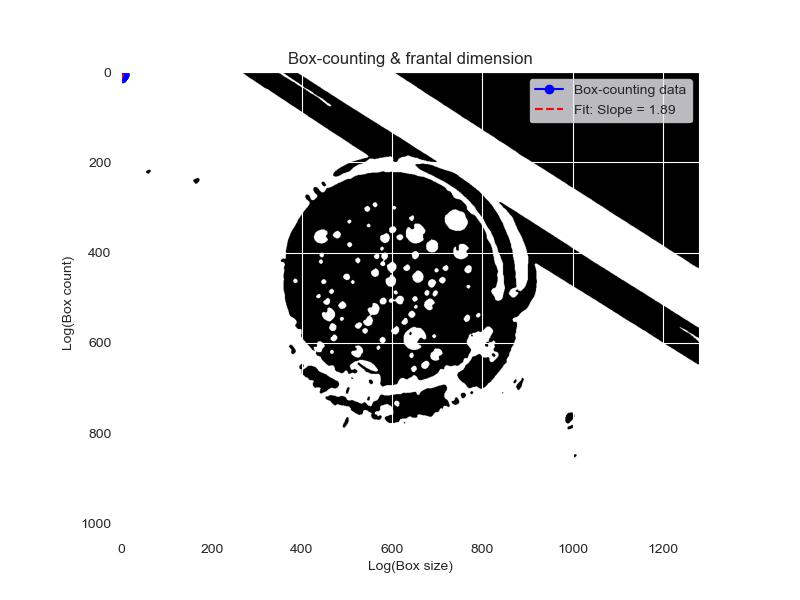 Box-counting & frantal dimension
Box-counting data
Fit: Slope = 1.89
0
200
400
600
800
1000
Log(Box count)
0 200 400 600 800 1000 1200
Log(Box size)